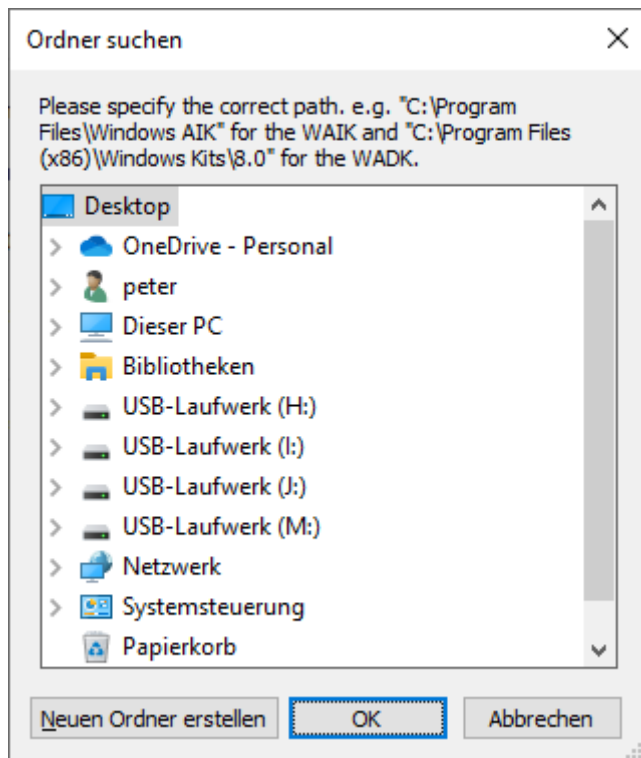 Ordner suchen
Please specify the correct path. e.g. "C:\Program
Files\Windows AIK" for the WAIK and "C:\Program Files
(x86)\Windows Kits\8.0" for the WADK.
Desktop
OneDrive - Personal
peter
Dieser PC
Bibliotheken
USB-Laufwerk (H:)
USB-Laufwerk (I:)
USB-Laufwerk (J:)
USB-Laufwerk (M:)
Netzwerk
Systemsteuerung
Papierkorb
Neuen Ordner erstellen OK Abbrechen